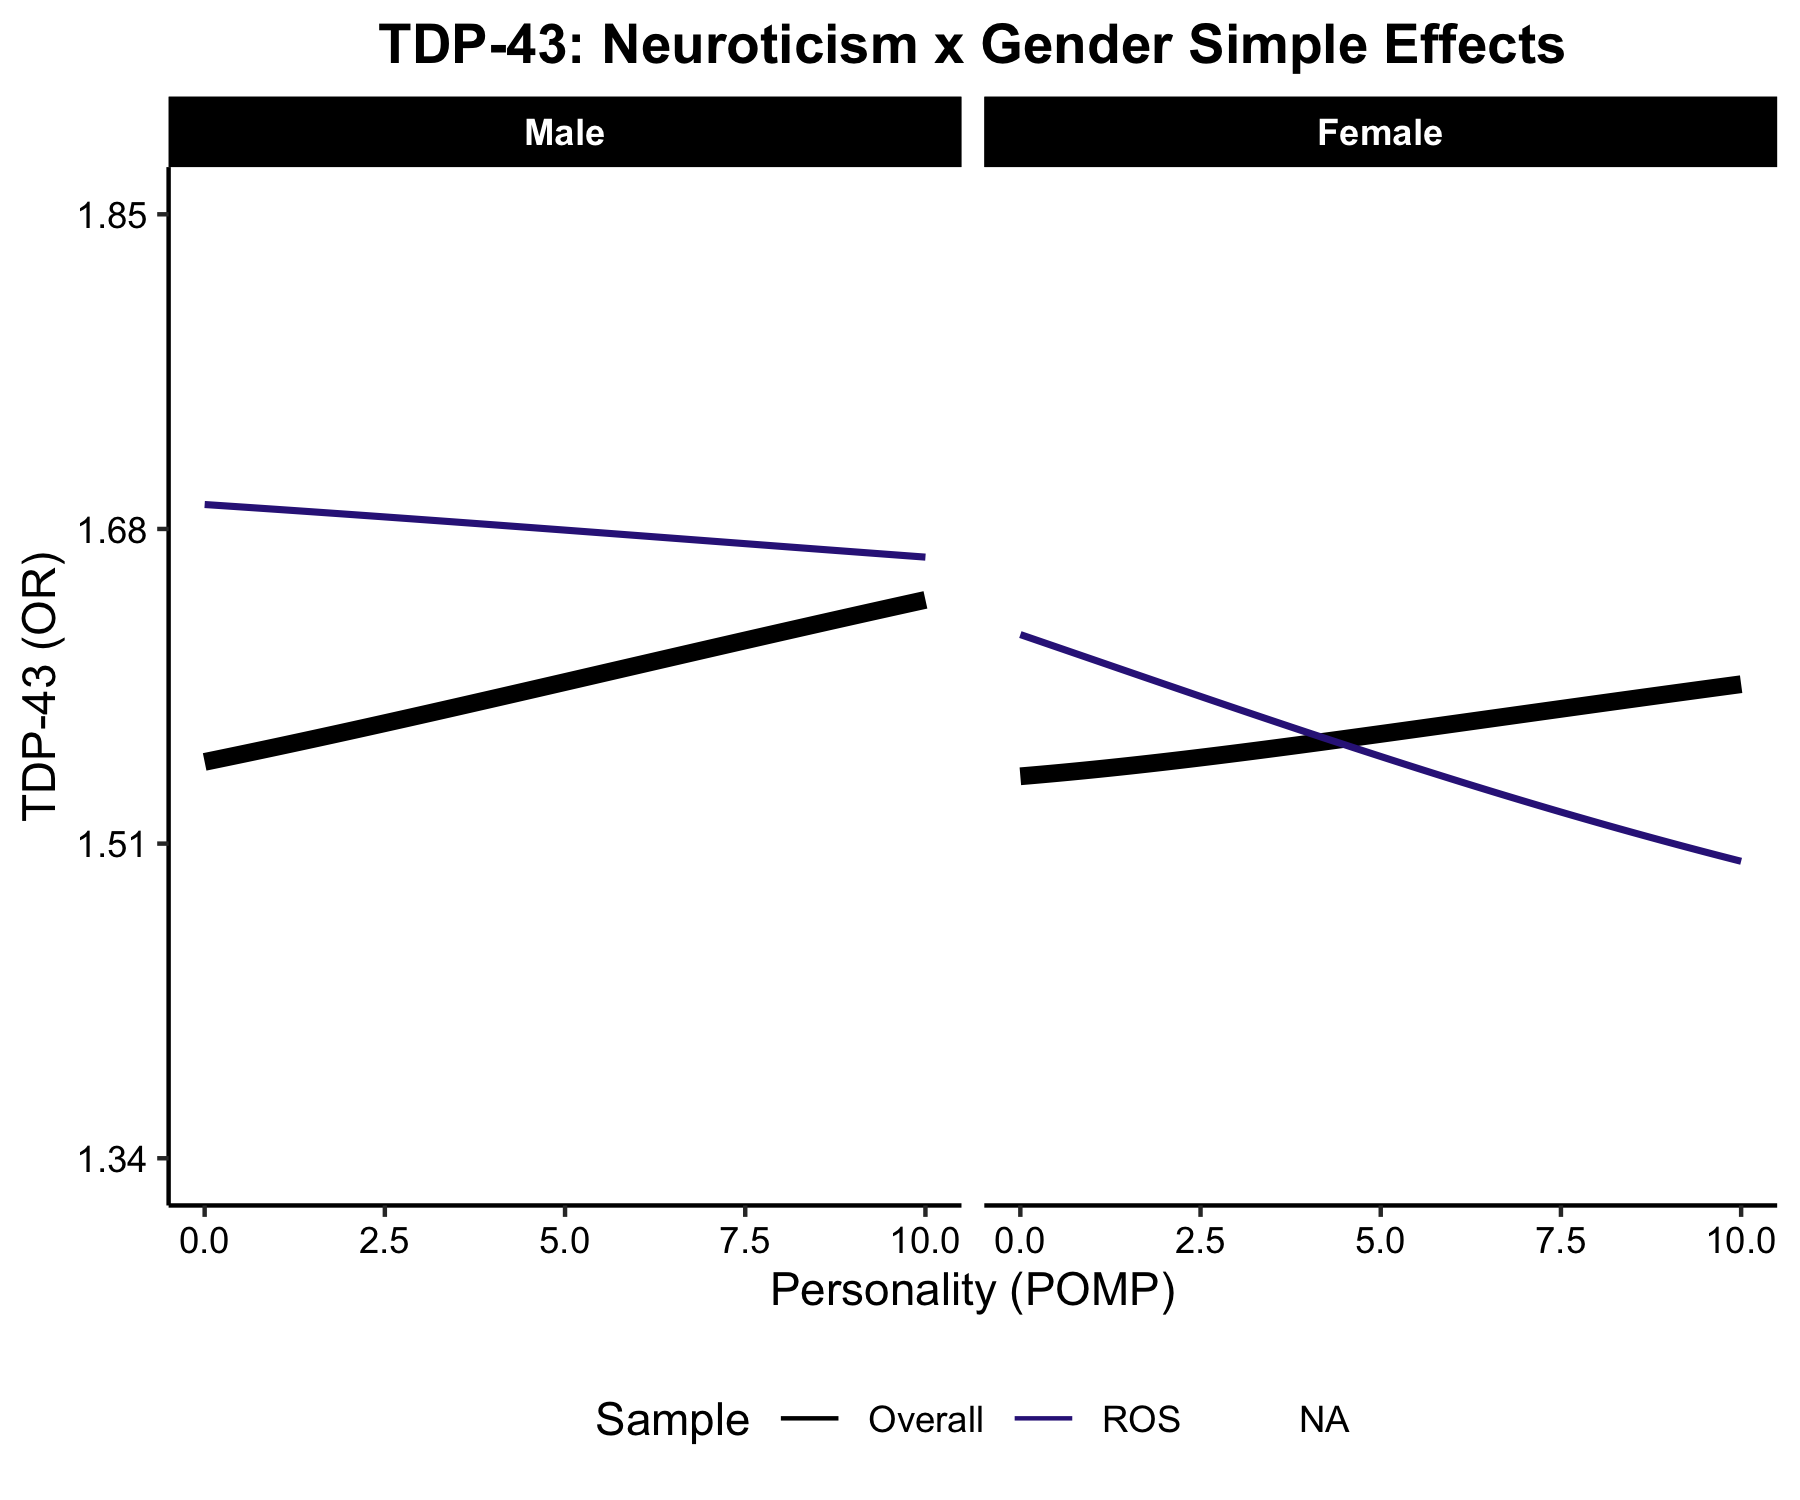 TDP-43: Neuroticism x Gender Simple Effects
Male
Female
TDP-43 (OR)
1.85
1.68
1.51
1.34
0.0 2.5 5.0 7.5 10.0
0.0 2.5 5.0 7.5 10.0
Personality (POMP)
Sample Overall ROS NA